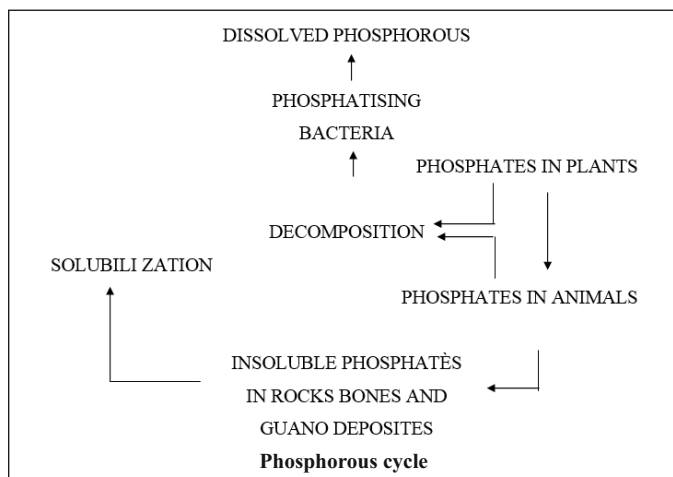 DISSOLVED PHOSPHOROUS
PHOSPHATISING
BACTERIA
PHOSPHATES IN PLANTS
DECOMPOSITION
SOLUBILI ZATION
PHOSPHATES IN ANIMALS
INSOLUBLE PHOSPHATÈS
IN ROCKS BONES AND
GUANO DEPOSITES
Phosphorous cycle